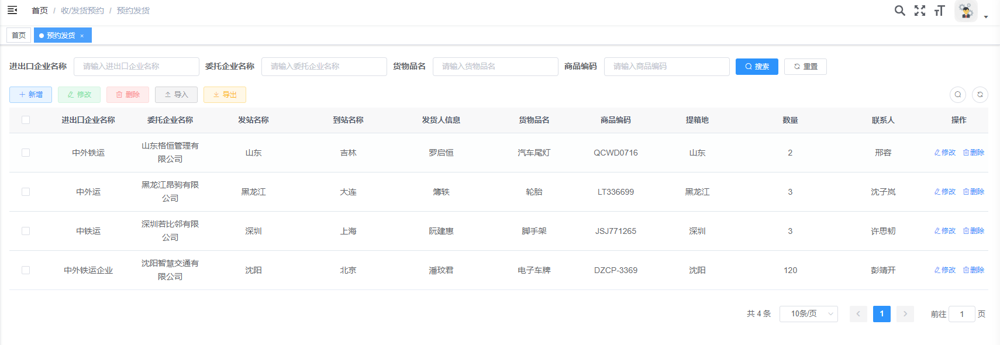 首页 / 收/发货预约 / 预约发货
首页 预约发货 ×
进出口企业名称 请输入进出口企业名称 委托企业名称 请输入委托企业名称 货物品名 请输入货物品名 商品编码 请输入商品编码 搜索 重置
新增 修改 删除 导入 导出
进出口企业名称 委托企业名称 发站名称 到站名称 发货人信息 货物品名 商品编码 提箱地 数量 联系人 操作
中外铁运 山东格恒管理有限公司 山东 吉林 罗启恒 汽车尾灯 QCWD0716 山东 2 邢容 修改 删除
中外运 黑龙江昂驹有限公司 黑龙江 大连 簿轶 轮胎 LT336699 黑龙江 3 沈子岚 修改 删除
中铁运 深圳若比邻有限公司 深圳 上海 阮建惠 脚手架 JSJ771265 深圳 3 许思韧 修改 删除
中外铁运企业 沈阳智慧交通有限公司 沈阳 北京 潘玟君 电子车牌 DZCP-3369 沈阳 120 彭靖开 修改 删除
共 4 条 10条/页 1 前往 1 页